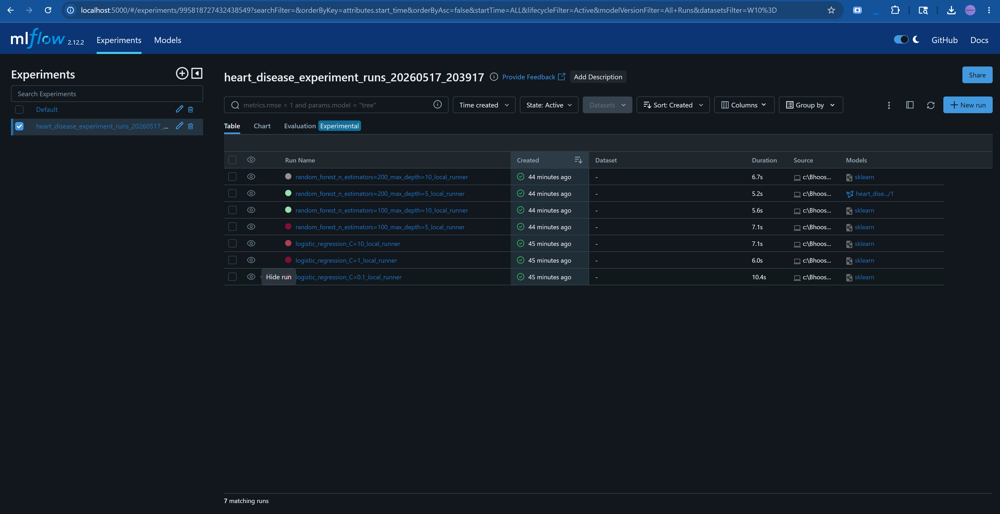 localhost:5000/#/experiments/995818727432438549?searchFilter=&orderByKey=attributes.start_time&orderByAsc=false&startTime=ALL&lifecycleFilter=Active&modelVersionFilter=All+Runs&datasetsFilter=W10%3D
mlflow 2.12.2 Experiments Models GitHub Docs
Experiments
Search Experiments
Default
heart_disease_experiment_runs_20260517_...
heart_disease_experiment_runs_20260517_203917 Provide Feedback Add Description Share
metrics.rmse < 1 and params.model = "tree" Time created State: Active Datasets Sort: Created Columns Group by New run
Table Chart Evaluation Experimental
Run Name Created Dataset Duration Source Models
random_forest_n_estimators=200_max_depth=10_local_runner 44 minutes ago - 6.7s c:\Bhoos... sklearn
random_forest_n_estimators=200_max_depth=5_local_runner 44 minutes ago - 5.2s c:\Bhoos... heart_dise.../1
random_forest_n_estimators=100_max_depth=10_local_runner 44 minutes ago - 5.6s c:\Bhoos... sklearn
random_forest_n_estimators=100_max_depth=5_local_runner 44 minutes ago - 7.1s c:\Bhoos... sklearn
logistic_regression_C=10_local_runner 45 minutes ago - 7.1s c:\Bhoos... sklearn
logistic_regression_C=1_local_runner 45 minutes ago - 6.0s c:\Bhoos... sklearn
Hide run logistic_regression_C=0.1_local_runner 45 minutes ago - 10.4s c:\Bhoos... sklearn
7 matching runs